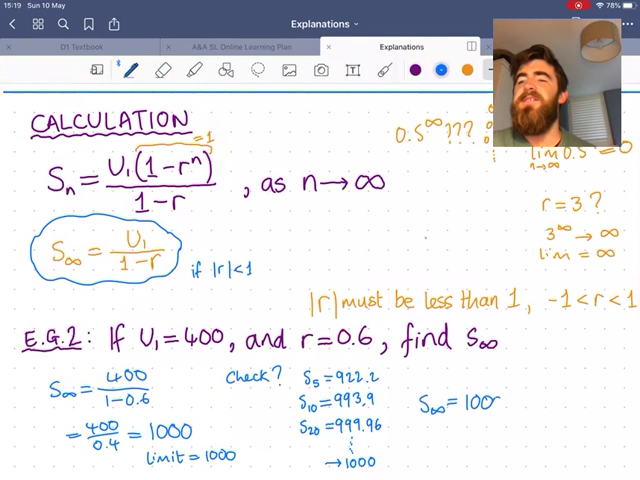 15:19 Sun 10 May
78%
Explanations
D1 Textbook
A&A SL Online Learning Plan
Explanations
CALCULATION
=1
Sₙ = U₁(1-rⁿ) / 1-r , as n→∞
0.5^∞ ???
lim n→∞ 0.5 = 0
r = 3 ?
3^∞ → ∞
lim = ∞
S∞ = U₁ / 1-r
if |r|<1
|r| must be less than 1, -1<r<1
E.G.2: If U₁=400, and r=0.6, find S∞
S∞ = 400 / 1-0.6
= 400 / 0.4 = 1000
limit = 1000
Check?
S₅ = 922.2
S₁₀ = 993.9
S₂₀ = 999.96
→1000
S∞ = 100